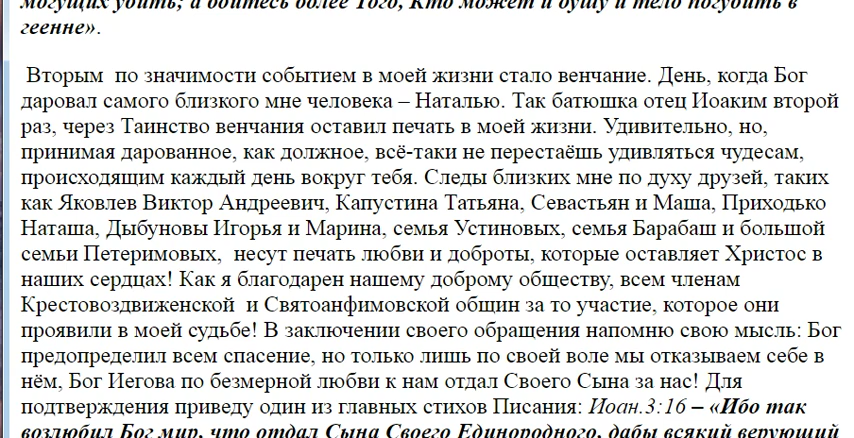 могущих убить; а бойтесь более Того, Кто может и душу и тело погубить в
геенне».
Вторым по значимости событием в моей жизни стало венчание. День, когда Бог
даровал самого близкого мне человека – Наталью. Так батюшка отец Иоаким второй
раз, через Таинство венчания оставил печать в моей жизни. Удивительно, но,
принимая дарованное, как должное, всё-таки не перестаёшь удивляться чудесам,
происходящим каждый день вокруг тебя. Следы близких мне по духу друзей, таких
как Яковлев Виктор Андреевич, Капустина Татьяна, Севастьян и Маша, Приходько
Наташа, Дыбуновы Игорья и Марина, семья Устиновых, семья Барабаш и большой
семьи Петеримовых, несут печать любви и доброты, которые оставляет Христос в
наших сердцах! Как я благодарен нашему доброму обществу, всем членам
Крестовоздвиженской и Святоанфимовской общин за то участие, которое они
проявили в моей судьбе! В заключении своего обращения напомню свою мысль: Бог
предопределил всем спасение, но только лишь по своей воле мы отказываем себе в
нём, Бог Иегова по безмерной любви к нам отдал Своего Сына за нас! Для
подтверждения приведу один из главных стихов Писания: Иоан.3:16 – «Ибо так
возлюбил Бог мир, что отдал Сына Своего Единородного, дабы всякий верующий